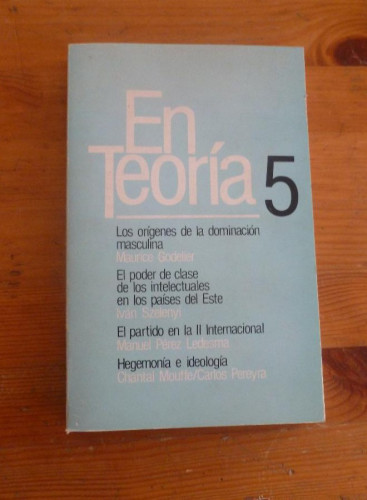 En
Teoría 5
Los orígenes de la dominación
masculina
Maurice Godelier
El poder de clase
de los intelectuales
en los países del Este
Iván Szelényi
El partido en la II Internacional
Manuel Pérez Ledesma
Hegemonía e ideología
Chantal Mouffe/Carlos Pereyra